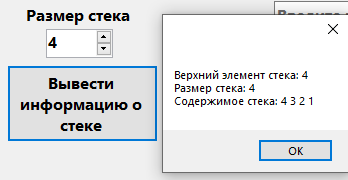 Размер стека
4
Вывести
информацию о
стеке
Верхний элемент стека: 4
Размер стека: 4
Содержимое стека: 4 3 2 1
OK